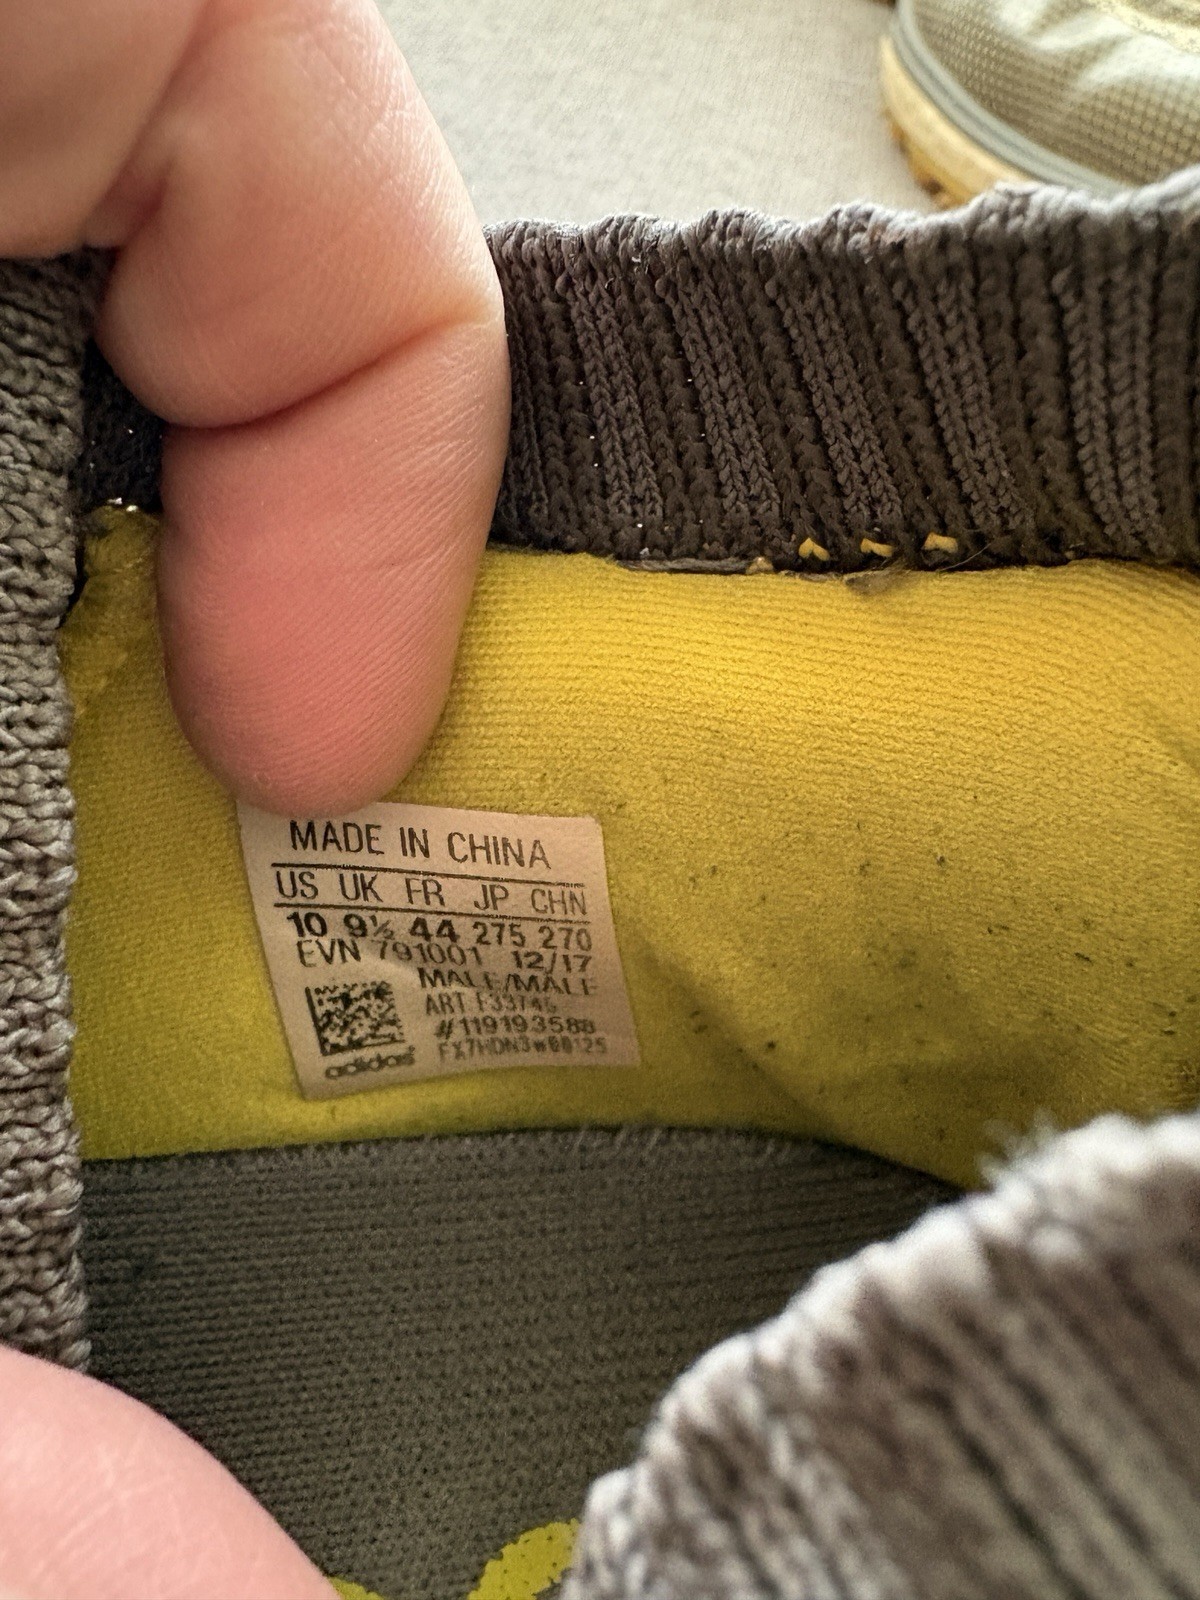 MADE IN CHINA
US UK FR JP CHN
10 9½ 44 275 270
EVN 791001 12/17
MALE/MALE
ART F33746
#119193588
FX7HDN3W00125
adidas